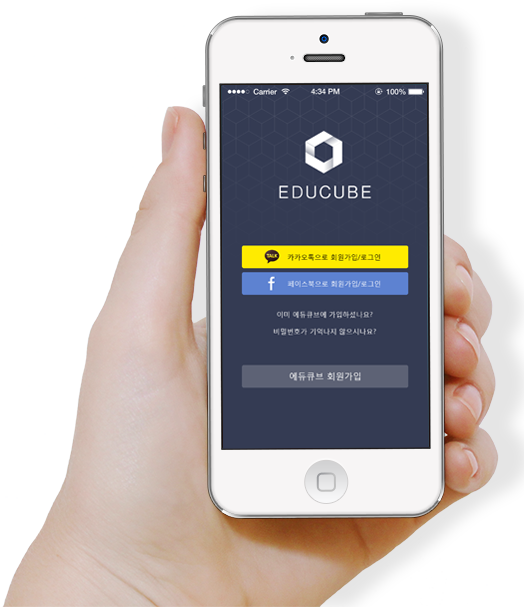 Carrier 4:34 PM 100%
EDUCUBE
TALK 카카오톡으로 회원가입/로그인
f 페이스북으로 회원가입/로그인
이미 에듀큐브에 가입하셨나요?
비밀번호가 기억나지 않으시나요?
에듀큐브 회원가입